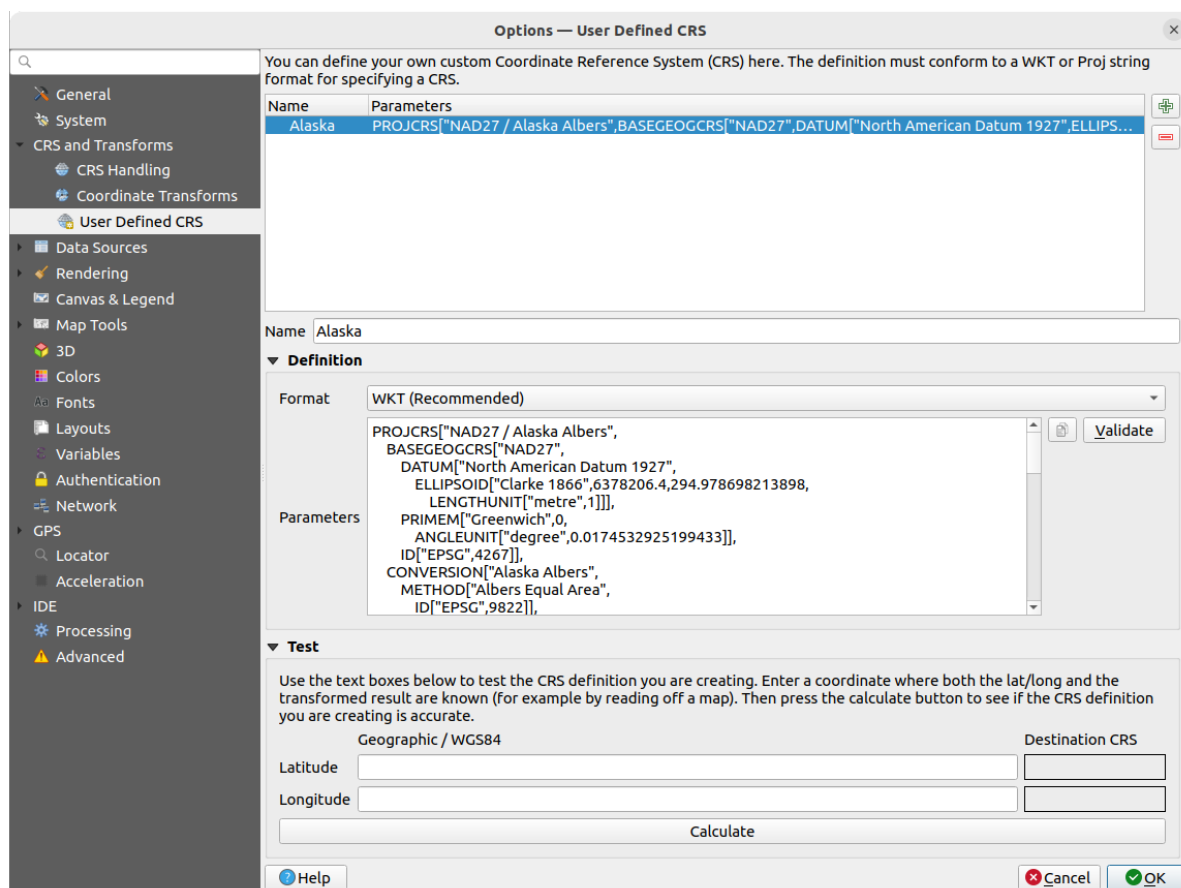 Options — User Defined CRS
General
System
CRS and Transforms
CRS Handling
Coordinate Transforms
User Defined CRS
Data Sources
Rendering
Canvas & Legend
Map Tools
3D
Colors
Aa Fonts
Layouts
Variables
Authentication
Network
GPS
Locator
Acceleration
IDE
Processing
Advanced
You can define your own custom Coordinate Reference System (CRS) here. The definition must conform to a WKT or Proj string
format for specifying a CRS.
Name Parameters
Alaska PROJCRS["NAD27 / Alaska Albers",BASEGEOGCRS["NAD27",DATUM["North American Datum 1927",ELLIPS...
Name Alaska
Definition
Format WKT (Recommended)
Validate
Parameters
PROJCRS["NAD27 / Alaska Albers",
BASEGEOGCRS["NAD27",
DATUM["North American Datum 1927",
ELLIPSOID["Clarke 1866",6378206.4,294.978698213898,
LENGTHUNIT["metre",1]]],
PRIMEM["Greenwich",0,
ANGLEUNIT["degree",0.0174532925199433]],
ID["EPSG",4267]],
CONVERSION["Alaska Albers",
METHOD["Albers Equal Area",
ID["EPSG",9822]],
Test
Use the text boxes below to test the CRS definition you are creating. Enter a coordinate where both the lat/long and the
transformed result are known (for example by reading off a map). Then press the calculate button to see if the CRS definition
you are creating is accurate.
Geographic / WGS84 Destination CRS
Latitude
Longitude
Calculate
Help Cancel OK